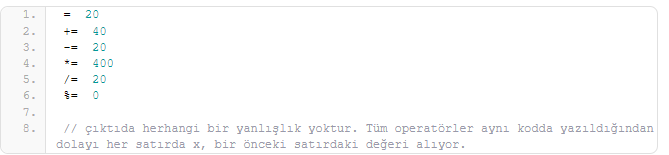 1. = 20
2. += 40
3. -= 20
4. *= 400
5. /= 20
6. %= 0
7.
8. // çıktıda herhangi bir yanlışlık yoktur. Tüm operatörler aynı kodda yazıldığından
dolayı her satırda x, bir önceki satırdaki değeri alıyor.